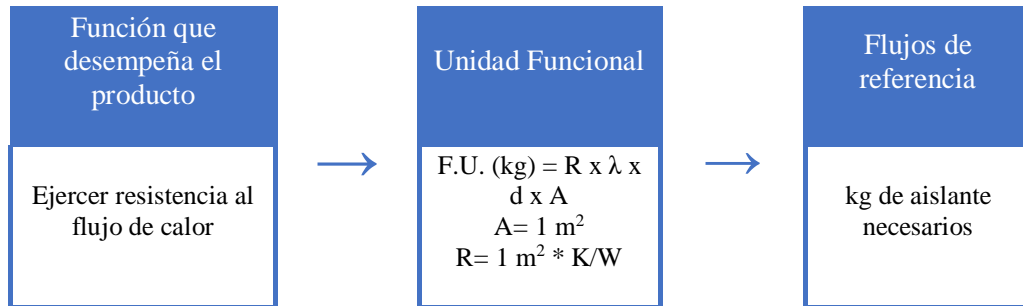 Función que
desempeña el
producto
Ejercer resistencia al
flujo de calor
→
Unidad Funcional
F.U. (kg) = R x λ x
d x A
A= 1 m²
R= 1 m² * K/W
→
Flujos de
referencia
kg de aislante
necesarios